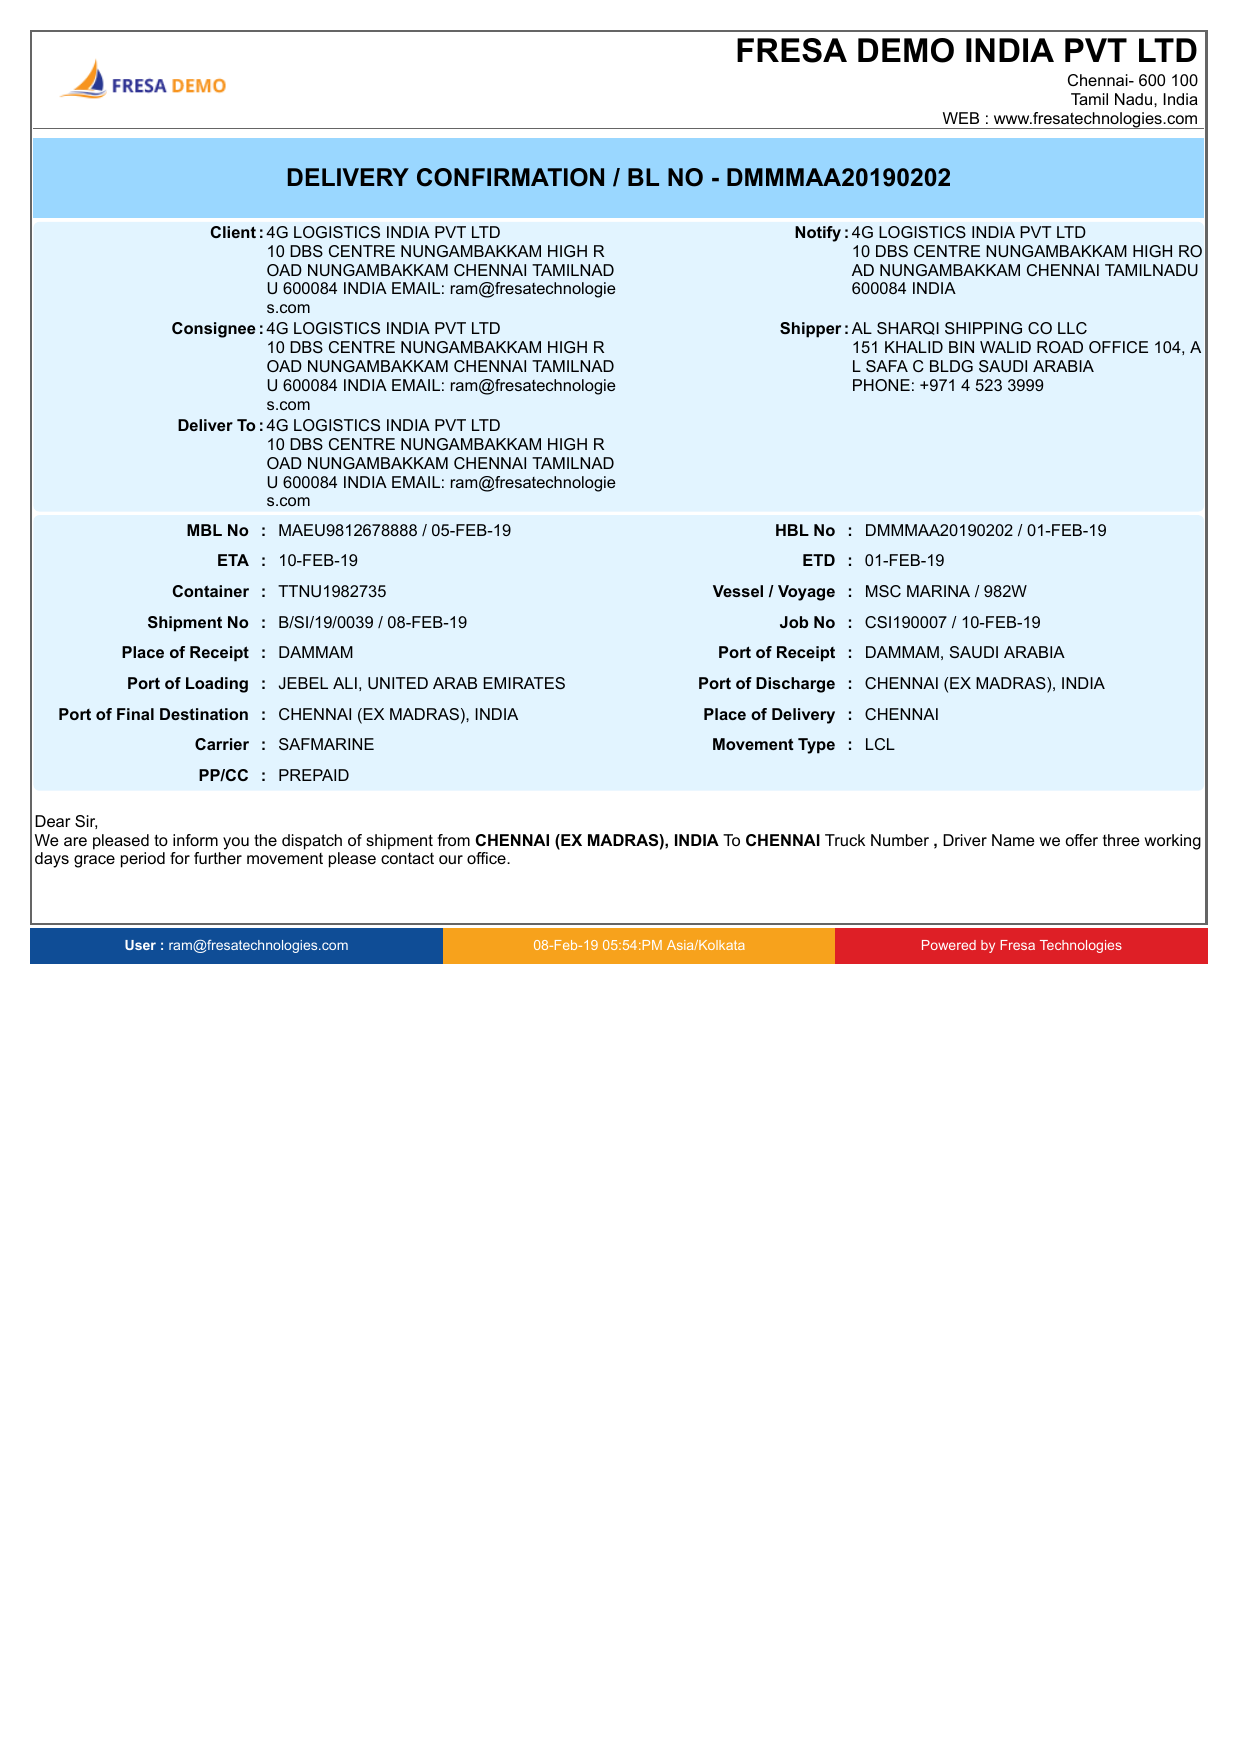 FRESA DEMO
FRESA DEMO INDIA PVT LTD
Chennai- 600 100
Tamil Nadu, India
WEB : www.fresatechnologies.com
DELIVERY CONFIRMATION / BL NO - DMMMAA20190202
Client : 4G LOGISTICS INDIA PVT LTD
10 DBS CENTRE NUNGAMBAKKAM HIGH R
OAD NUNGAMBAKKAM CHENNAI TAMILNAD
U 600084 INDIA EMAIL: ram@fresatechnologie
s.com
Notify : 4G LOGISTICS INDIA PVT LTD
10 DBS CENTRE NUNGAMBAKKAM HIGH RO
AD NUNGAMBAKKAM CHENNAI TAMILNADU
600084 INDIA
Consignee : 4G LOGISTICS INDIA PVT LTD
10 DBS CENTRE NUNGAMBAKKAM HIGH R
OAD NUNGAMBAKKAM CHENNAI TAMILNAD
U 600084 INDIA EMAIL: ram@fresatechnologie
s.com
Shipper : AL SHARQI SHIPPING CO LLC
151 KHALID BIN WALID ROAD OFFICE 104, A
L SAFA C BLDG SAUDI ARABIA
PHONE: +971 4 523 3999
Deliver To : 4G LOGISTICS INDIA PVT LTD
10 DBS CENTRE NUNGAMBAKKAM HIGH R
OAD NUNGAMBAKKAM CHENNAI TAMILNAD
U 600084 INDIA EMAIL: ram@fresatechnologie
s.com
MBL No : MAEU9812678888 / 05-FEB-19
HBL No : DMMMAA20190202 / 01-FEB-19
ETA : 10-FEB-19
ETD : 01-FEB-19
Container : TTNU1982735
Vessel / Voyage : MSC MARINA / 982W
Shipment No : B/SI/19/0039 / 08-FEB-19
Job No : CSI190007 / 10-FEB-19
Place of Receipt : DAMMAM
Port of Receipt : DAMMAM, SAUDI ARABIA
Port of Loading : JEBEL ALI, UNITED ARAB EMIRATES
Port of Discharge : CHENNAI (EX MADRAS), INDIA
Port of Final Destination : CHENNAI (EX MADRAS), INDIA
Place of Delivery : CHENNAI
Carrier : SAFMARINE
Movement Type : LCL
PP/CC : PREPAID
Dear Sir,
We are pleased to inform you the dispatch of shipment from CHENNAI (EX MADRAS), INDIA To CHENNAI Truck Number , Driver Name we offer three working
days grace period for further movement please contact our office.
User : ram@fresatechnologies.com
08-Feb-19 05:54:PM Asia/Kolkata
Powered by Fresa Technologies